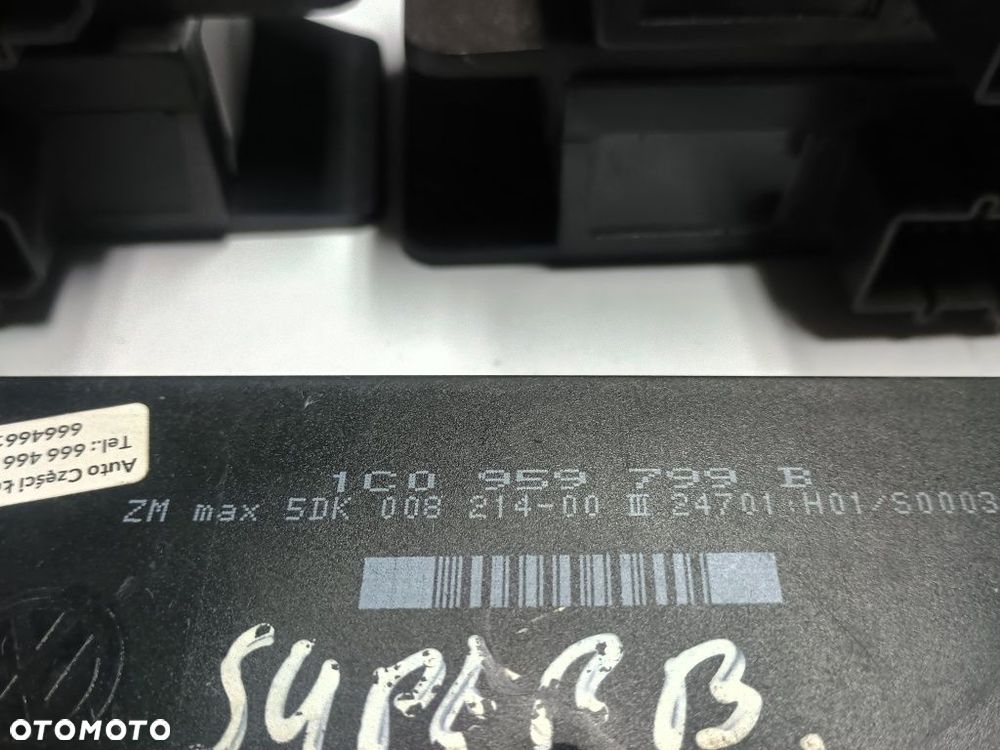 666466
Tel.: 666 466
Auto Części
1C0 959 799 B
ZM max 5DK 008 214-00 III 24701 H01/S0003
SUPERB
OTOMOTO